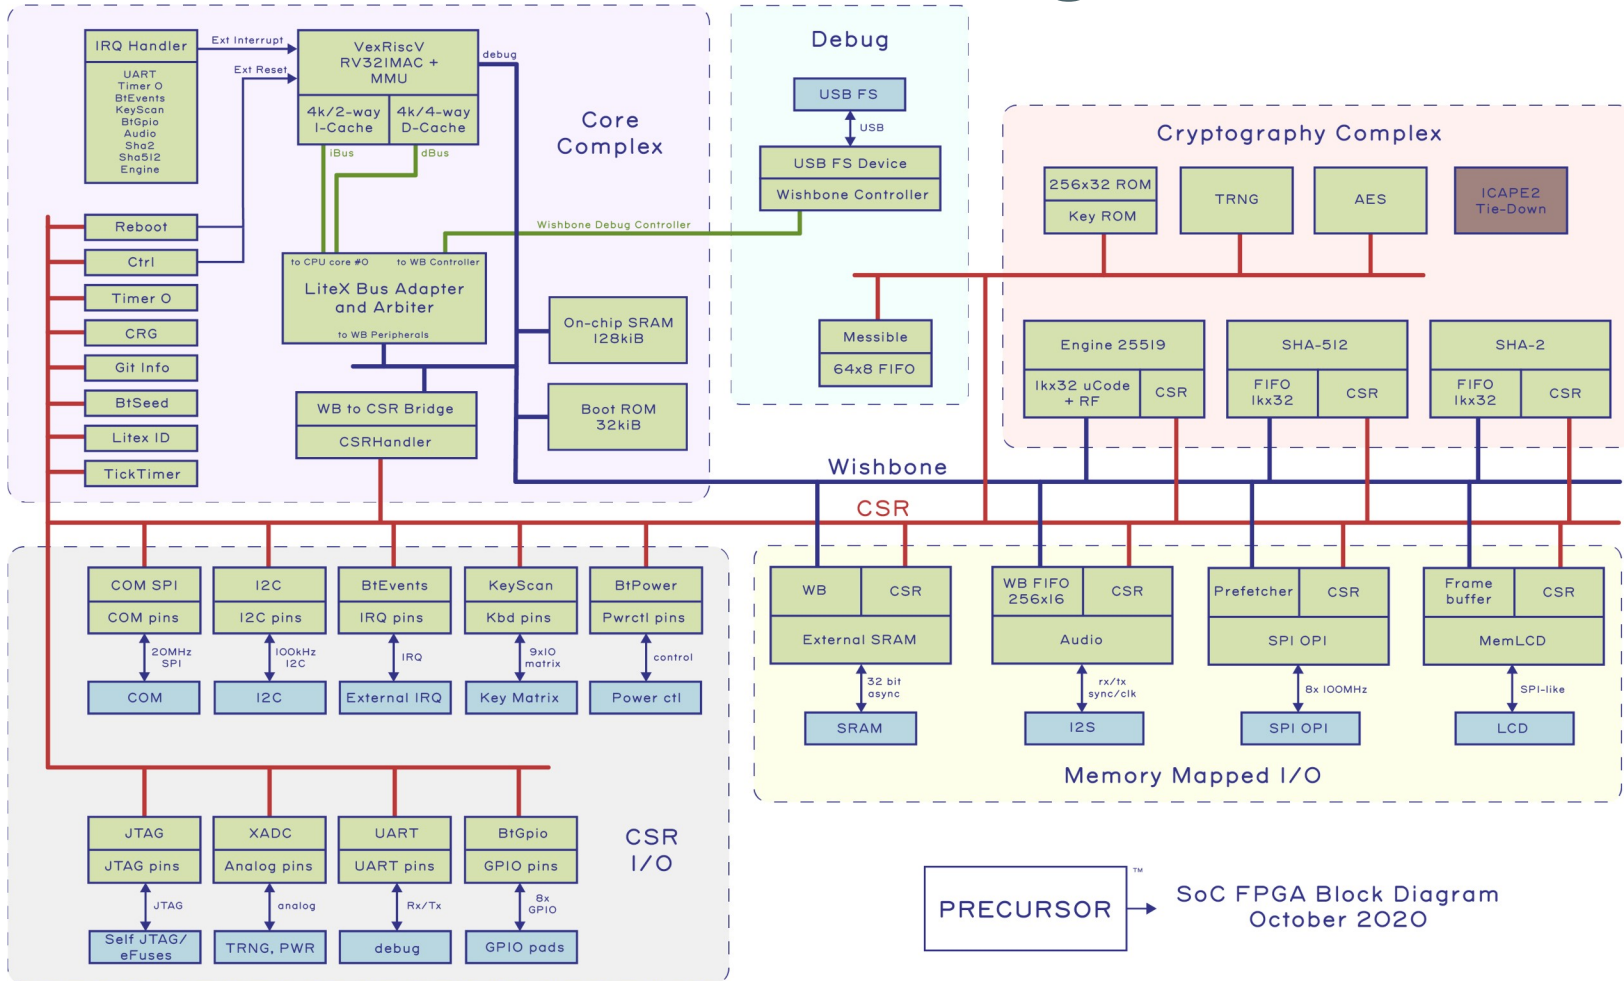 IRQ Handler
UART
Timer 0
BtEvents
KeyScan
BtGpio
Audio
Sha2
Sha512
Engine
Ext Interrupt
Ext Reset
VexRiscV
RV32IMAC +
MMU
4k/2-way
I-Cache
4k/4-way
D-Cache
debug
iBus
dBus
Core
Complex
Reboot
Ctrl
Timer 0
CRG
Git Info
BtSeed
Litex ID
TickTimer
to CPU core #0
to WB Controller
LiteX Bus Adapter
and Arbiter
to WB Peripherals
WB to CSR Bridge
CSRHandler
On-chip SRAM
128kiB
Boot ROM
32kiB
Wishbone Debug Controller
Debug
USB FS
USB
USB FS Device
Wishbone Controller
Messible
64x8 FIFO
Cryptography Complex
256x32 ROM
Key ROM
TRNG
AES
ICAPE2
Tie-Down
Engine 25519
1kx32 uCode
+ RF
CSR
SHA-512
FIFO
1kx32
CSR
SHA-2
FIFO
1kx32
CSR
Wishbone
CSR
COM SPI
COM pins
20MHz
SPI
COM
I2C
I2C pins
100kHz
I2C
I2C
BtEvents
IRQ pins
IRQ
External IRQ
KeyScan
Kbd pins
9x10
matrix
Key Matrix
BtPower
Pwrctl pins
control
Power ctl
JTAG
JTAG pins
JTAG
Self JTAG/
eFuses
XADC
Analog pins
analog
TRNG, PWR
UART
UART pins
Rx/Tx
debug
BtGpio
GPIO pins
8x
GPIO
GPIO pads
CSR
I/O
WB
CSR
External SRAM
32 bit
async
SRAM
WB FIFO
256x16
CSR
Audio
rx/tx
sync/clk
I2S
Prefetcher
CSR
SPI OPI
8x 100MHz
SPI OPI
Frame
buffer
CSR
MemLCD
SPI-like
LCD
Memory Mapped I/O
PRECURSOR
™
SoC FPGA Block Diagram
October 2020